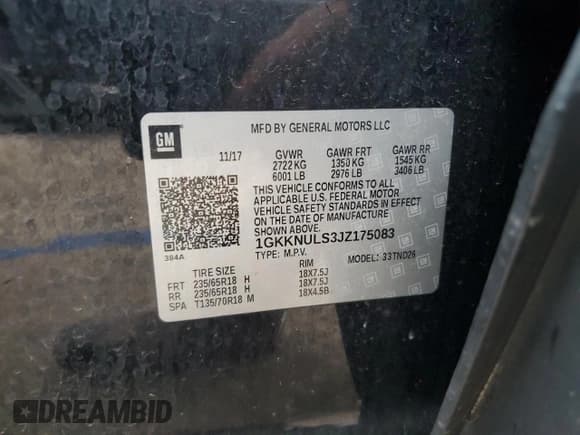 GM
MFD BY GENERAL MOTORS LLC
11/17 GVWR GAWR FRT GAWR RR
2722 KG 1350 KG 1545 KG
6001 LB 2976 LB 3406 LB
THIS VEHICLE CONFORMS TO ALL
APPLICABLE U.S. FEDERAL MOTOR
VEHICLE SAFETY STANDARDS IN EFFECT
ON THE DATE OF MANUFACTURE
SHOWN ABOVE.
394A
1GKKNULS3JZ175083
TYPE: M.P.V. MODEL: 33TND26
TIRE SIZE RIM
FRT 235/65R18 H 18X7.5J
RR 235/65R18 H 18X7.5J
SPA T135/70R18 M 18X4.5B
DREAMBID